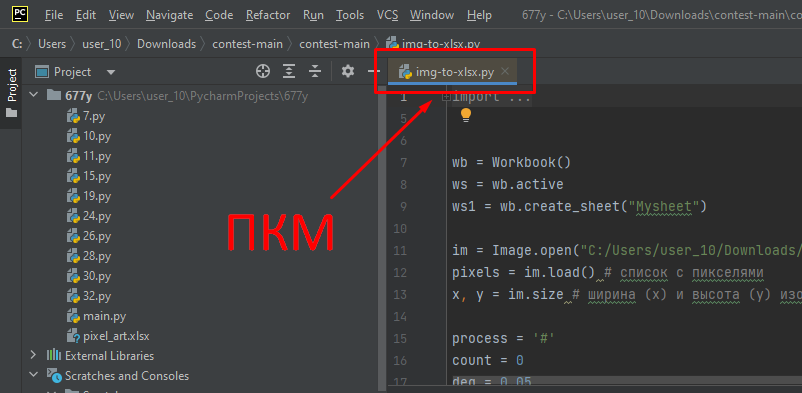 PC File Edit View Navigate Code Refactor Run Tools VCS Window Help 677y - C:\Users\user_10\Downloads\contest-main\co
C: Users user_10 Downloads contest-main contest-main img-to-xlsx.py
Project
Project
img-to-xlsx.py
677y C:\Users\user_10\PycharmProjects\677y
7.py
10.py
11.py
15.py
19.py
24.py
26.py
28.py
30.py
32.py
main.py
pixel_art.xlsx
External Libraries
Scratches and Consoles
ПКМ
1 import ...
5
7 wb = Workbook()
8 ws = wb.active
9 ws1 = wb.create_sheet("Mysheet")
10
11 im = Image.open("C:/Users/user_10/Downloads/
12 pixels = im.load() # список с пикселями
13 x, y = im.size # ширина (x) и высота (y) изо
14
15 process = '#'
16 count = 0
17 deg = 0.05